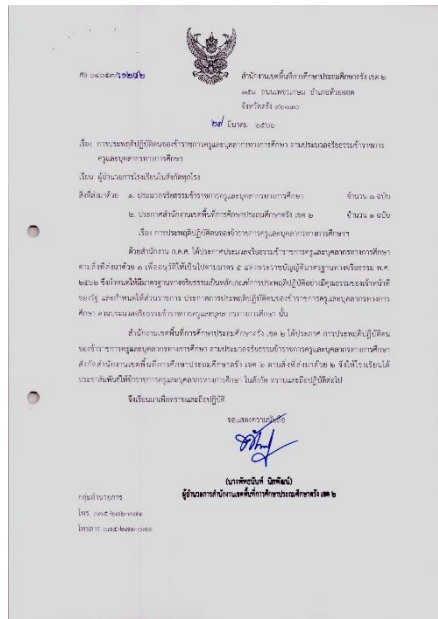 สำนักงานเขตพื้นที่การศึกษาประถมศึกษาตรัง เขต ๒
๑๕๘ ถนนเพชรเกษม อำเภอห้วยยอด
จังหวัดตรัง ๙๒๑๓๐
มีนาคม
เรื่อง การประพฤติปฏิบัติตนของข้าราชการครูและบุคลากรทางการศึกษา ตามประมวลจริยธรรมข้าราชการ
ครูและบุคลากรทางการศึกษา
เรียน ผู้อำนวยการโรงเรียนในสังกัดทุกโรง
สิ่งที่ส่งมาด้วย ๑. ประมวลจริยธรรมข้าราชการครูและบุคลากรทางการศึกษา จำนวน ๑ ฉบับ
๒. ประกาศสำนักงานเขตพื้นที่การศึกษาประถมศึกษาตรัง เขต ๒ จำนวน ๑ ฉบับ
เรื่อง การประพฤติปฏิบัติตนของข้าราชการครูและบุคลากรทางการศึกษาฯ
ด้วยสำนักงาน ก.ค.ศ. ได้ประกาศประมวลจริยธรรมข้าราชการครูและบุคลากรทางการศึกษา
ตามสิ่งที่ส่งมาด้วย ๑ เพื่ออนุวัติให้เป็นไปตามมาตรา ๕ แห่งพระราชบัญญัติมาตรฐานทางจริยธรรม พ.ศ.
๒๕๖๒ ซึ่งกำหนดให้มีมาตรฐานทางจริยธรรมเป็นหลักเกณฑ์การประพฤติปฏิบัติอย่างมีคุณธรรมของเจ้าหน้าที่
ของรัฐ และกำหนดให้ส่วนราชการ ประกาศการประพฤติปฏิบัติตนของข้าราชการครูและบุคลากรทางการ
ศึกษา ตามประมวลจริยธรรมข้าราชการครูและบุคลากรทางการศึกษา นั้น
สำนักงานเขตพื้นที่การศึกษาประถมศึกษาตรัง เขต ๒ ได้ประกาศ การประพฤติปฏิบัติตน
ของข้าราชการครูและบุคลากรทางการศึกษา ตามประมวลจริยธรรมข้าราชการครูและบุคลากรทางการศึกษา
สังกัดสำนักงานเขตพื้นที่การศึกษาประถมศึกษาตรัง เขต ๒ ตามสิ่งที่ส่งมาด้วย ๒ จึงให้โรงเรียนได้
ประชาสัมพันธ์ให้ข้าราชการครูและบุคลากรทางการศึกษา ในสังกัด ทราบและถือปฏิบัติต่อไป
จึงเรียนมาเพื่อทราบและถือปฏิบัติ
ขอแสดงความนับถือ
ผู้อำนวยการสำนักงานเขตพื้นที่การศึกษาประถมศึกษาตรัง เขต ๒
กลุ่มอำนวยการ
โทร.
โทรสาร